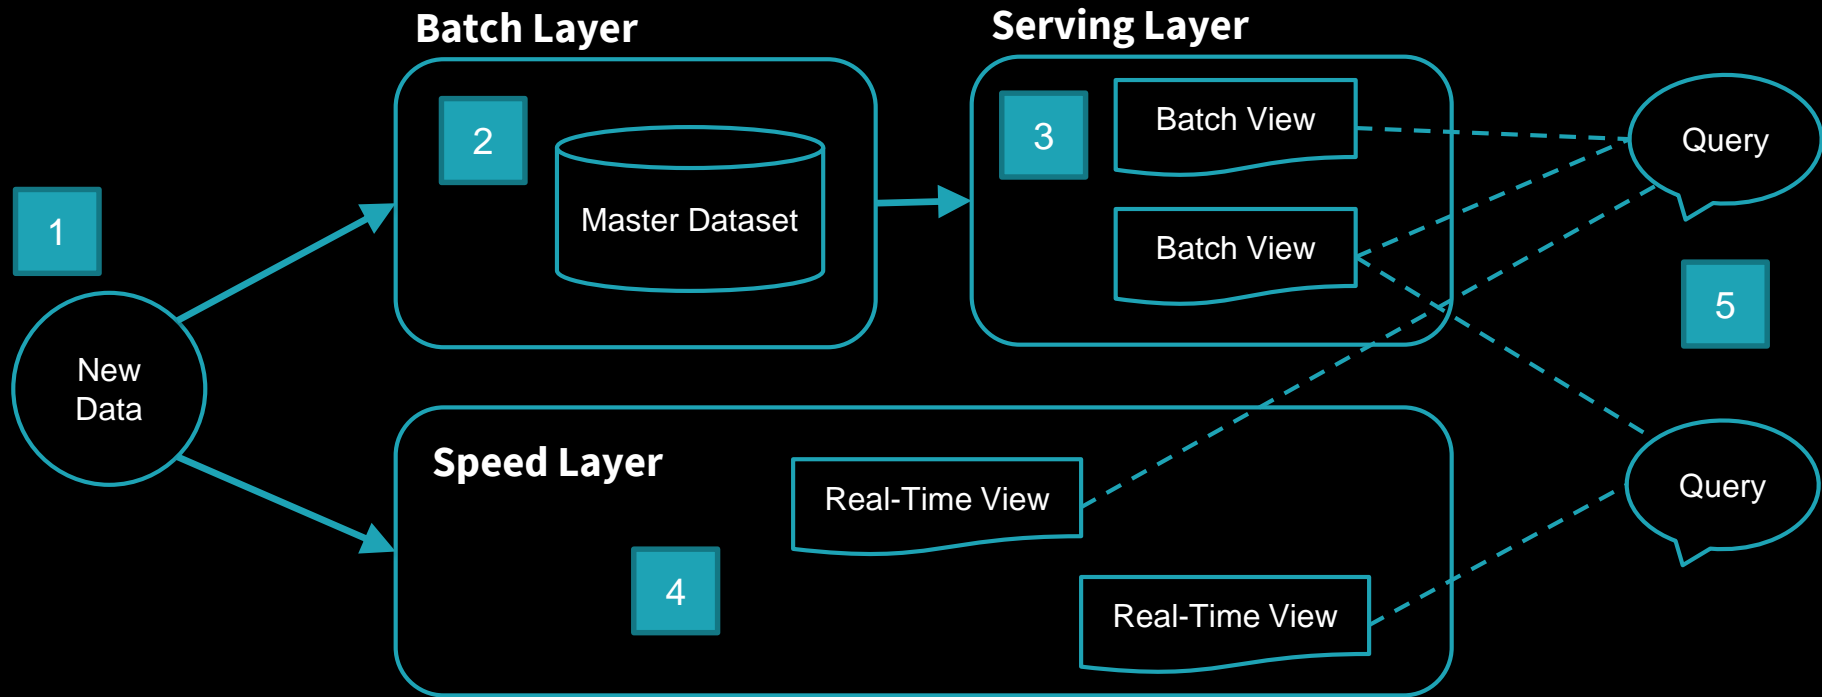 Batch Layer
Serving Layer
1
2
3
Batch View
Query
Master Dataset
Batch View
5
New
Data
Speed Layer
Real-Time View
Query
4
Real-Time View